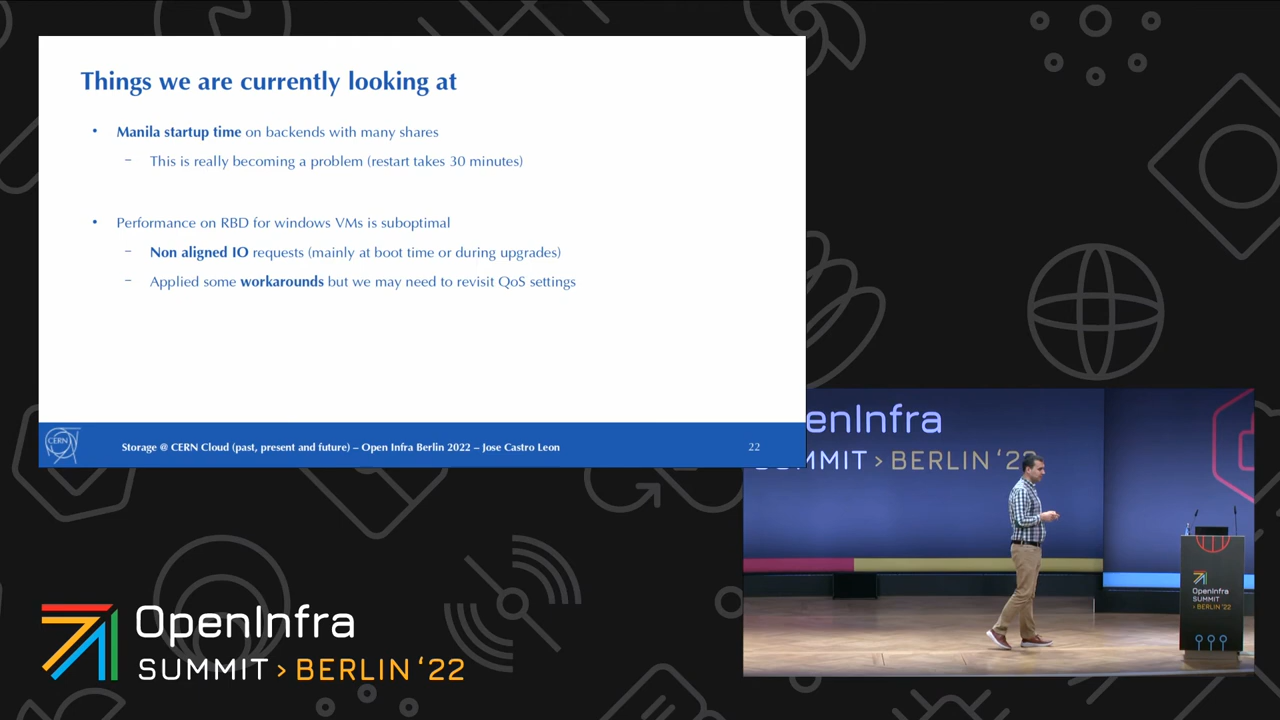 Things we are currently looking at
• Manila startup time on backends with many shares
– This is really becoming a problem (restart takes 30 minutes)
• Performance on RBD for windows VMs is suboptimal
– Non aligned IO requests (mainly at boot time or during upgrades)
– Applied some workarounds but we may need to revisit QoS settings
CERN
Storage @ CERN Cloud (past, present and future) – Open Infra Berlin 2022 – Jose Castro Leon
22
enInfra
SUMMIT > BERLIN '22
OpenInfra
SUMMIT
> BERLIN '22
OpenInfra
SUMMIT > BERLIN '22